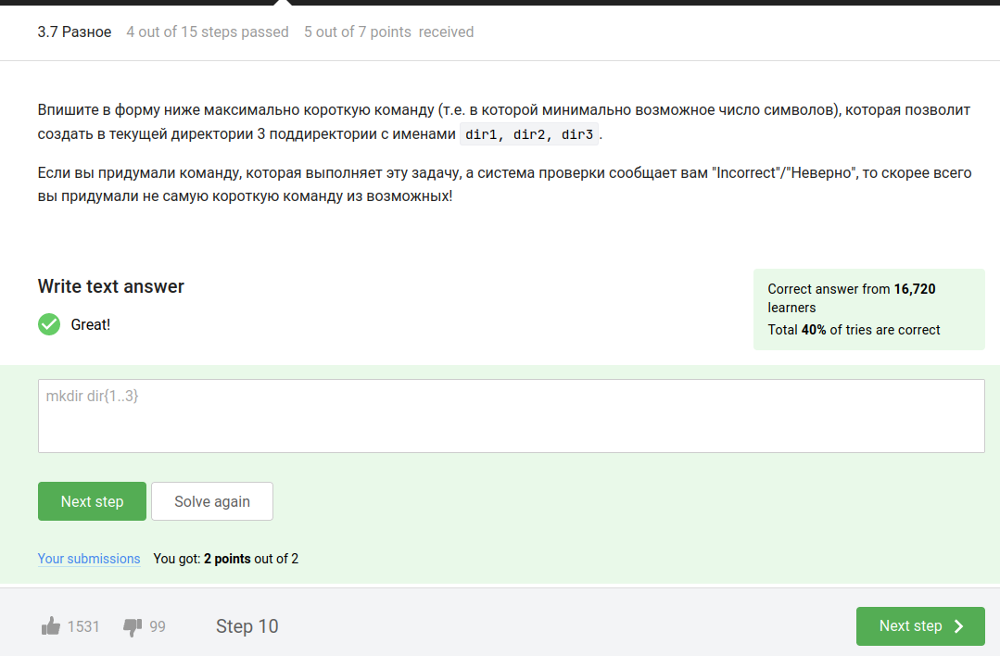 3.7 Разное 4 out of 15 steps passed 5 out of 7 points received
Впишите в форму ниже максимально короткую команду (т.е. в которой минимально возможное число символов), которая позволит
создать в текущей директории 3 поддиректории с именами dir1, dir2, dir3.
Если вы придумали команду, которая выполняет эту задачу, а система проверки сообщает вам "Incorrect"/"Неверно", то скорее всего
вы придумали не самую короткую команду из возможных!
Write text answer
Great!
Correct answer from 16,720
learners
Total 40% of tries are correct
mkdir dir{1..3}
Next step Solve again
Your submissions You got: 2 points out of 2
1531 99 Step 10 Next step